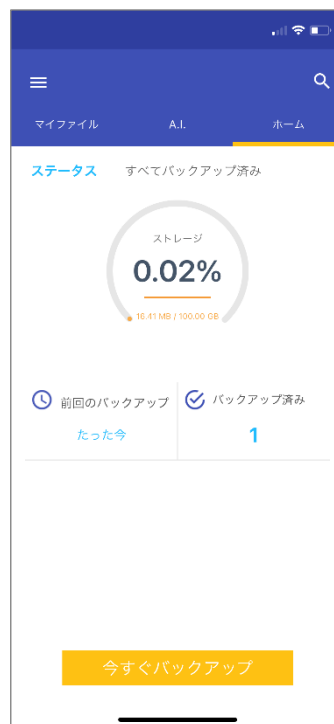 マイファイル A.I. ホーム
ステータス すべてバックアップ済み
ストレージ
0.02%
16.41 MB / 100.00 GB
前回のバックアップ バックアップ済み
たった今 1
今すぐバックアップ